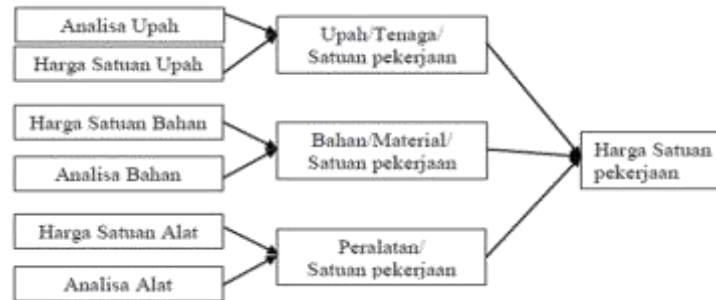 Analisa Upah
Harga Satuan Upah
Upah/Tenaga/
Satuan pekerjaan
Harga Satuan Bahan
Analisa Bahan
Bahan/Material/
Satuan pekerjaan
Harga Satuan Alat
Analisa Alat
Peralatan/
Satuan pekerjaan
Harga Satuan
pekerjaan